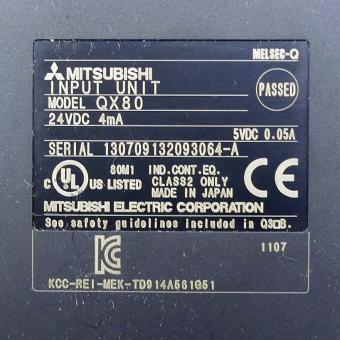 MELSEC-Q
MITSUBISHI
INPUT UNIT
PASSED
MODEL QX80
24VDC 4mA
5VDC 0.05A
SERIAL 130709132093064-A
C UL US LISTED
80M1 IND.CONT.EQ.
CLASS2 ONLY
MADE IN JAPAN
MITSUBISHI ELECTRIC CORPORATION
See safety guidelines included in Q3□B.
1107
KCC-REI-MEK-TD914A561G51